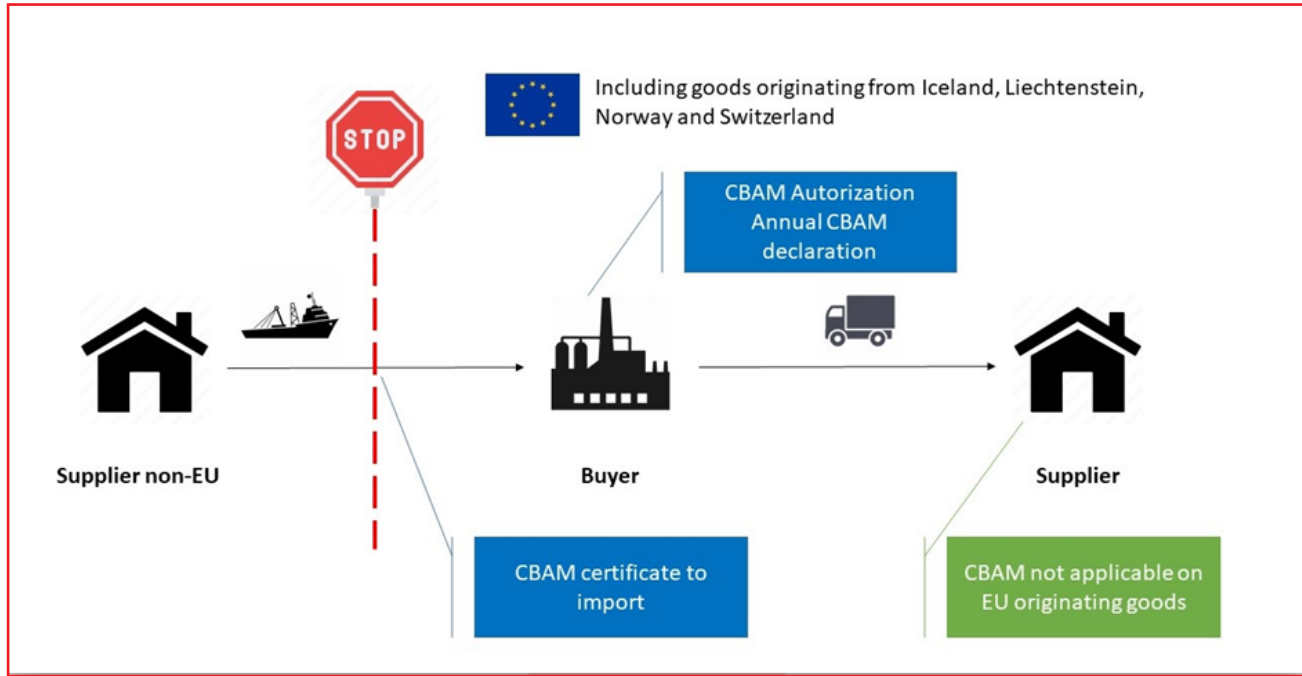 Including goods originating from Iceland, Liechtenstein,
Norway and Switzerland
STOP
CBAM Autorization
Annual CBAM
declaration
Supplier non-EU
Buyer
Supplier
CBAM certificate to
import
CBAM not applicable on
EU originating goods